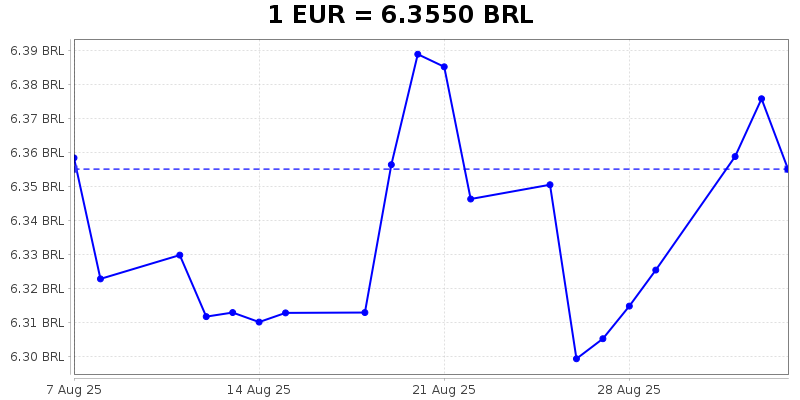 1 EUR = 6.3550 BRL
6.39 BRL
6.38 BRL
6.37 BRL
6.36 BRL
6.35 BRL
6.34 BRL
6.33 BRL
6.32 BRL
6.31 BRL
6.30 BRL
7 Aug 25 14 Aug 25 21 Aug 25 28 Aug 25